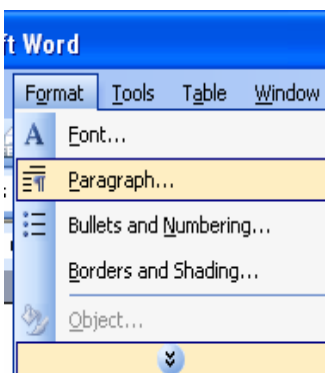 ft Word
Format Tools Table Window
Font...
Paragraph...
Bullets and Numbering...
Borders and Shading...
Object...